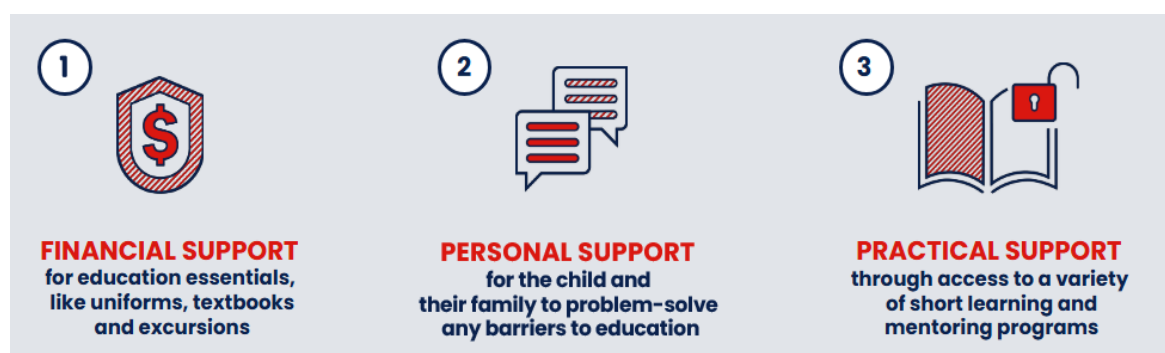 1
FINANCIAL SUPPORT
for education essentials,
like uniforms, textbooks
and excursions
2
PERSONAL SUPPORT
for the child and
their family to problem-solve
any barriers to education
3
PRACTICAL SUPPORT
through access to a variety
of short learning and
mentoring programs